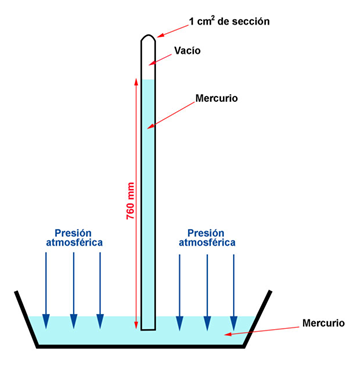 1 cm² de sección
Vacio
Mercurio
760 mm
Presión
atmosférica
Presión
atmosférica
Mercurio